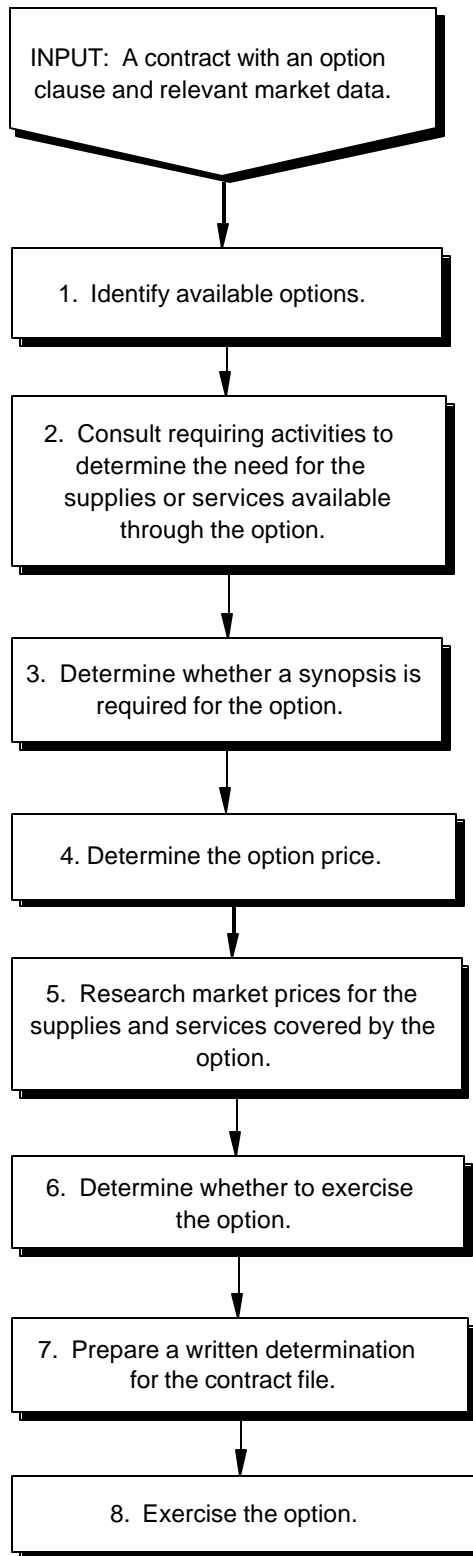 INPUT: A contract with an option
clause and relevant market data.
1. Identify available options.
2. Consult requiring activities to
determine the need for the
supplies or services available
through the option.
3. Determine whether a synopsis is
required for the option.
4. Determine the option price.
5. Research market prices for the
supplies and services covered by the
option.
6. Determine whether to exercise
the option.
7. Prepare a written determination
for the contract file.
8. Exercise the option.